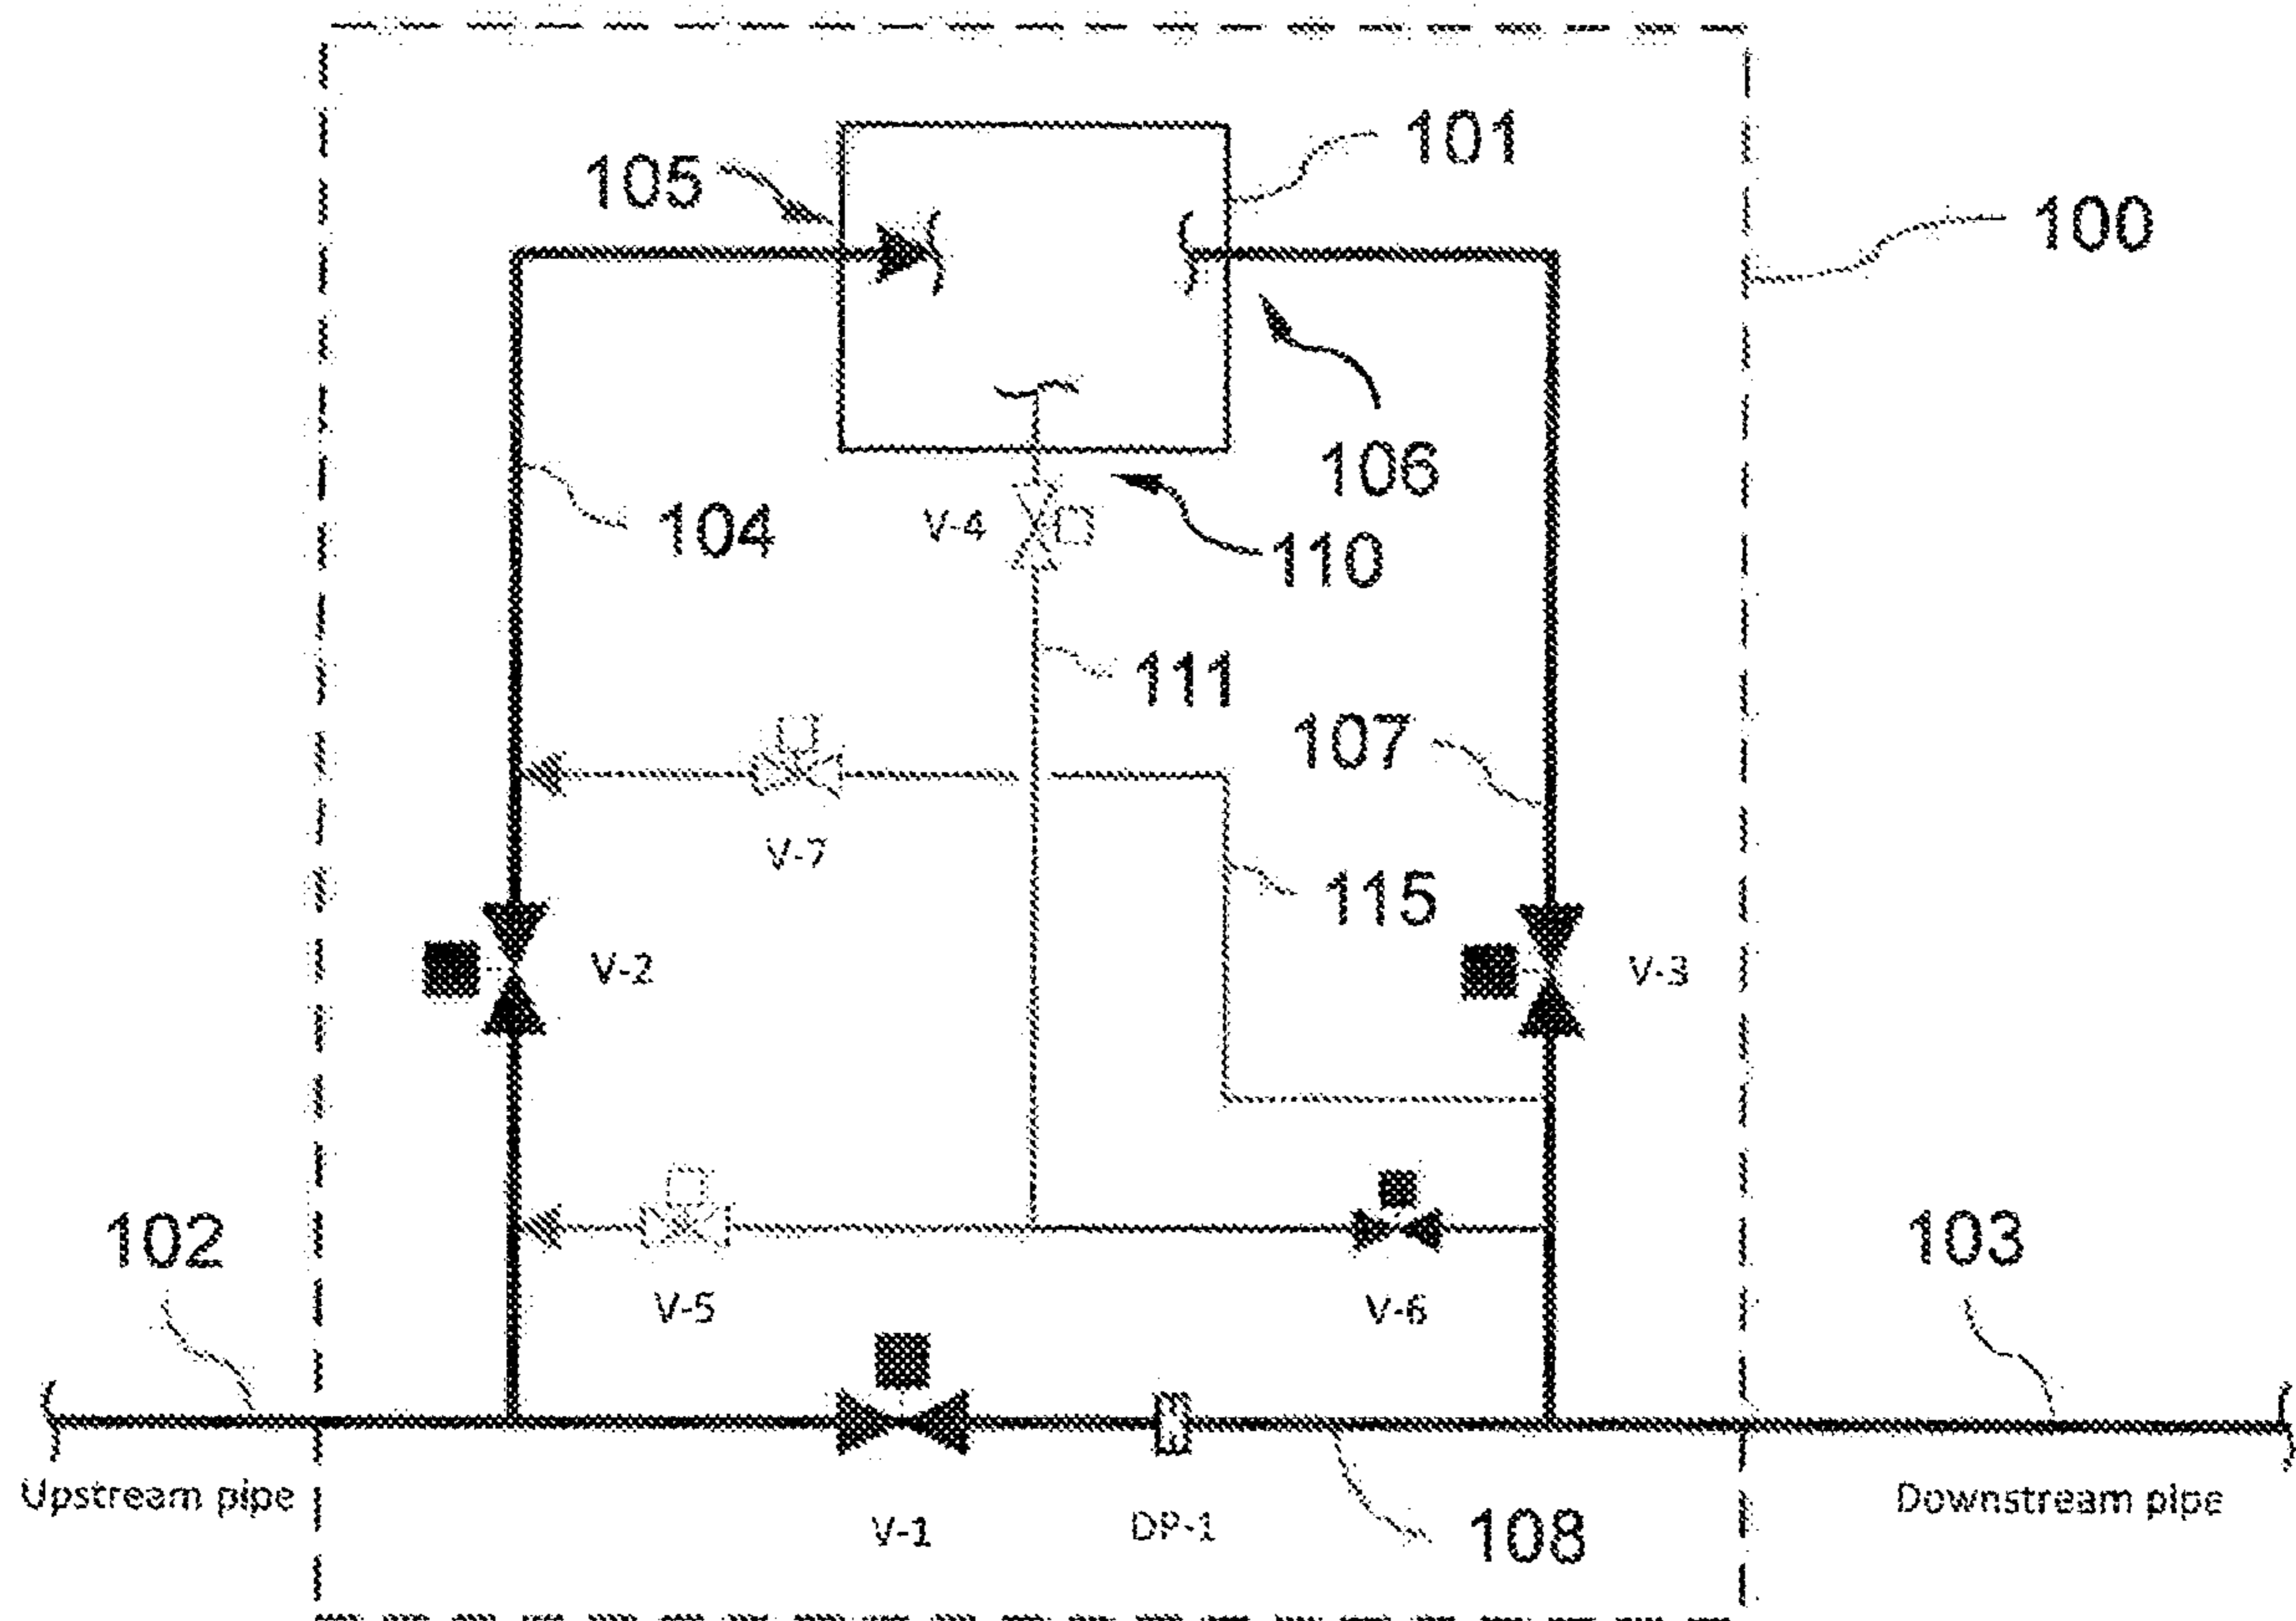 101
105
100
106
104
V-4
110
111
107
V-7
115
V-2
V-3
102
103
V-5
V-6
Upstream pipe
Downstream pipe
V-1
DP-1
108